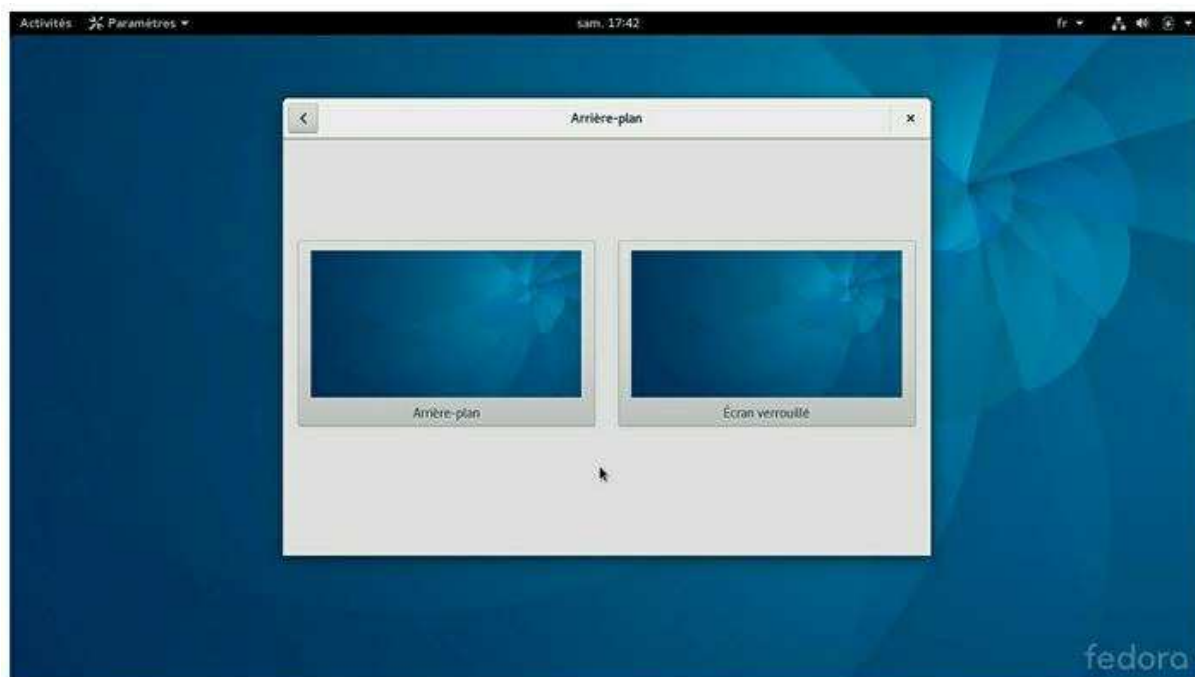 Activités Paramètres sam. 17:42 fr
Arrière-plan
Arrière-plan Écran verrouillé
fedora